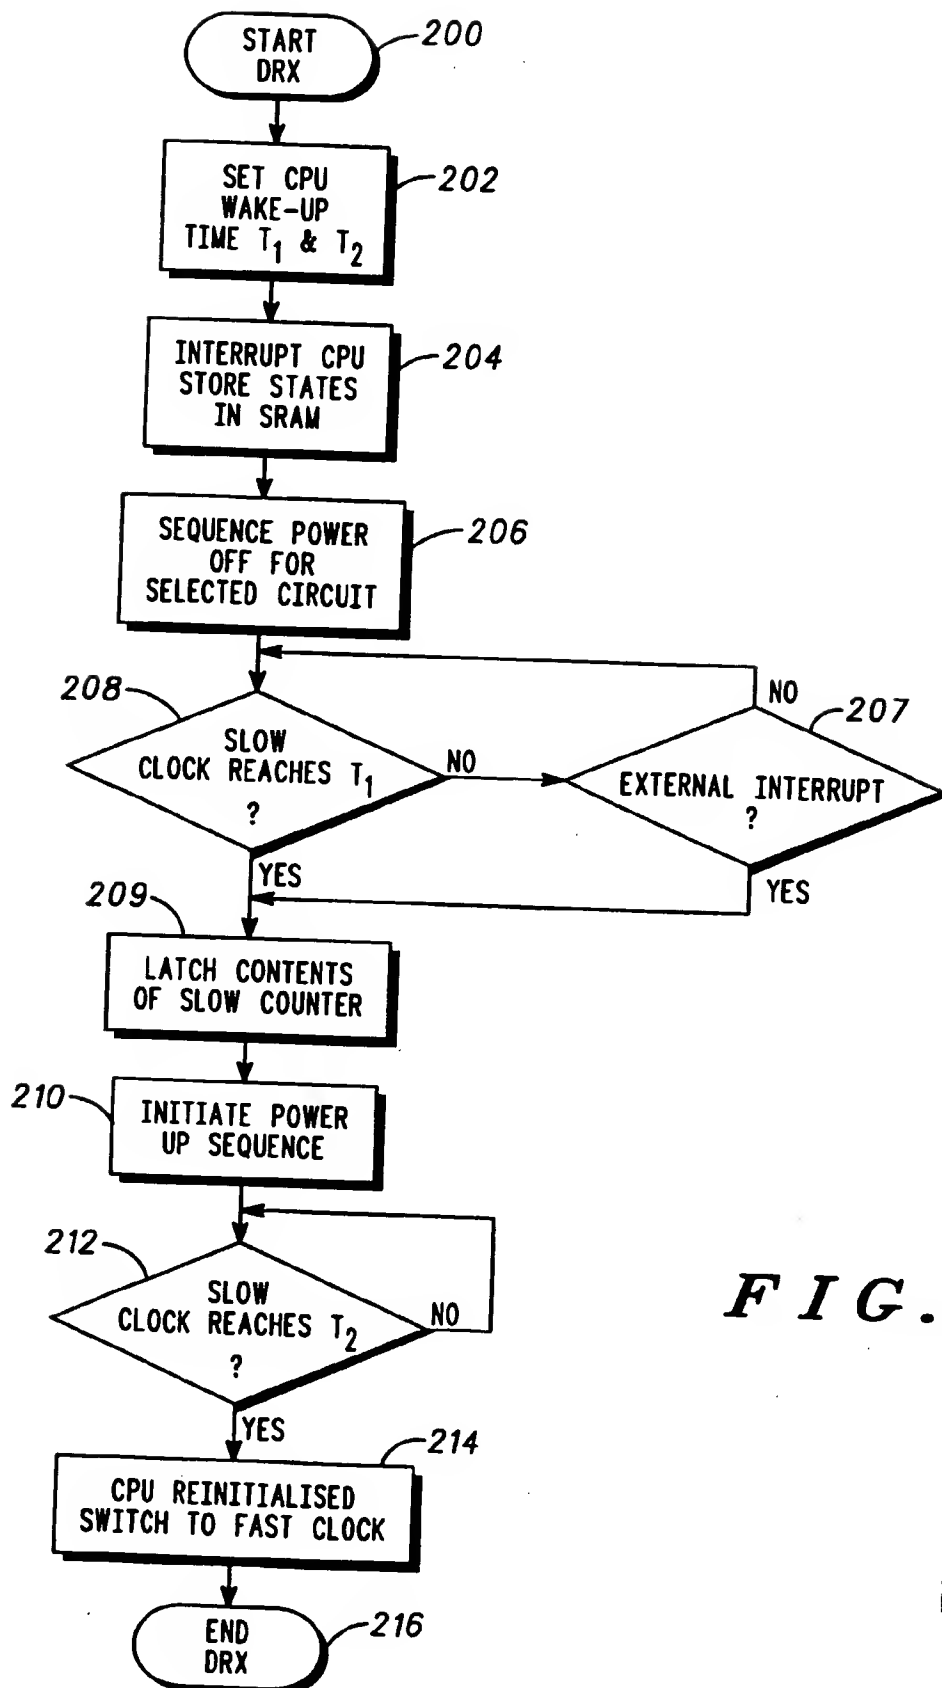 START
DRX
200
SET CPU
WAKE-UP
TIME T1 & T2
202
INTERRUPT CPU
STORE STATES
IN SRAM
204
SEQUENCE POWER
OFF FOR
SELECTED CIRCUIT
206
208
SLOW
CLOCK REACHES T1
?
NO
YES
NO
207
EXTERNAL INTERRUPT
?
YES
209
LATCH CONTENTS
OF SLOW COUNTER
210
INITIATE POWER
UP SEQUENCE
212
SLOW
CLOCK REACHES T2
?
NO
YES
FIG.
214
CPU REINITIALISED
SWITCH TO FAST CLOCK
END
DRX
216